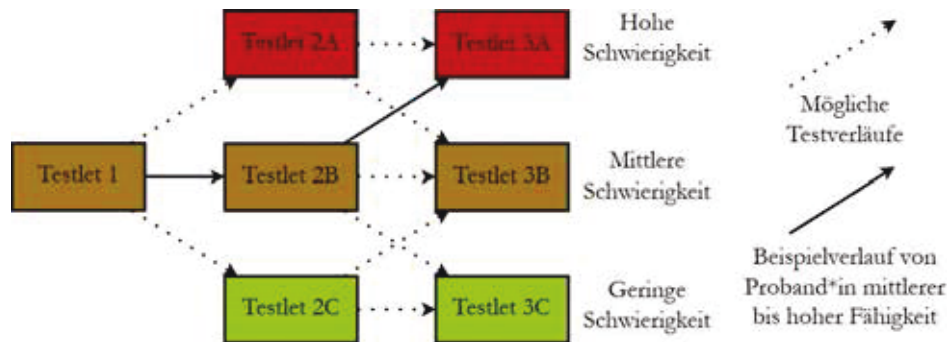 Testlet 2A
Testlet 3A
Hohe
Schwierigkeit
Mögliche
Testverläufe
Testlet 1
Testlet 2B
Testlet 3B
Mittlere
Schwierigkeit
Testlet 2C
Testlet 3C
Geringe
Schwierigkeit
Beispielverlauf von
Proband*in mittlerer
bis hoher Fähigkeit